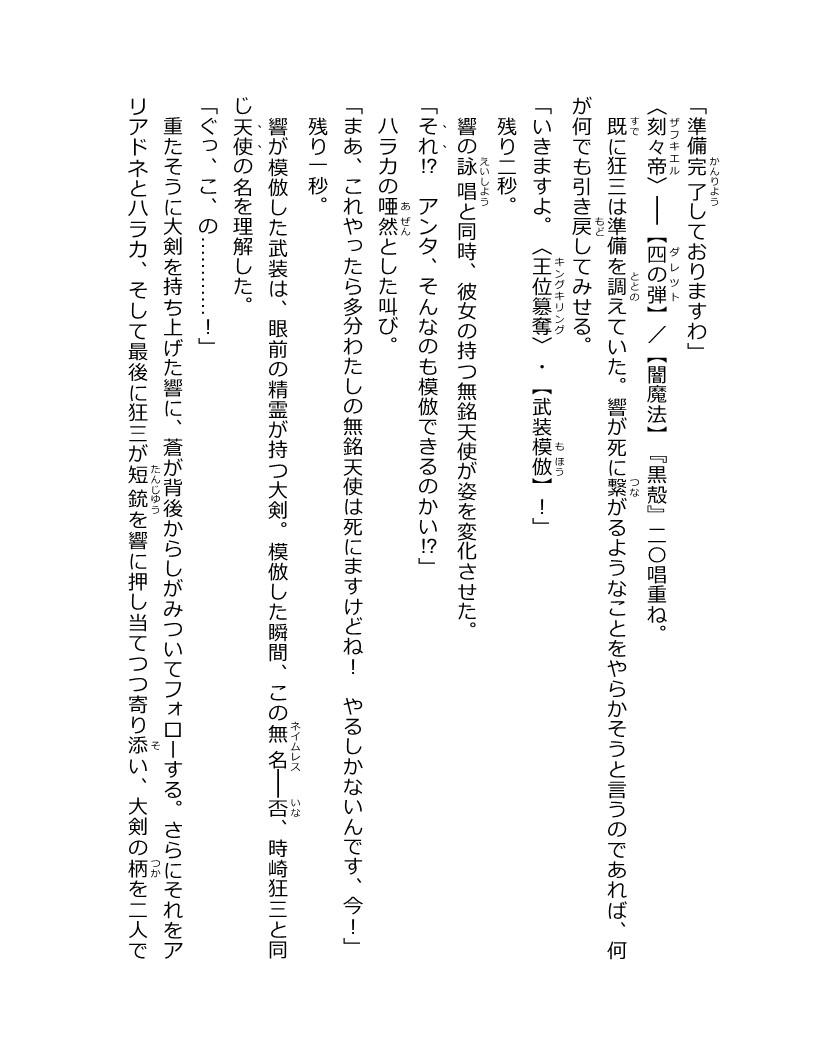 「準備完了しておりますわ」
〈刻々帝〉――【四の弾】／【闇魔法】　『黒殻』二〇唱重ね。
既に狂三は準備を調えていた。響が死に繋がるようなことをやらかそうと言うのであれば、何
が何でも引き戻してみせる。
「いきますよ。〈王位簒奪〉・【武装模倣】！」
残り二秒。
響の詠唱と同時、彼女の持つ無銘天使が姿を変化させた。
「それ⁉　アンタ、そんなのも模倣できるのかい⁉」
ハラカの唖然とした叫び。
「まあ、これやったら多分わたしの無銘天使は死にますけどね！　やるしかないんです、今！」
残り一秒。
響が模倣した武装は、眼前の精霊が持つ大剣。模倣した瞬間、この無名――否、時崎狂三と同
じ天使の名を理解した。
「ぐっ、こ、の…………！」
重たそうに大剣を持ち上げた響に、蒼が背後からしがみついてフォローする。さらにそれをア
リアドネとハラカ、そして最後に狂三が短銃を響に押し当てつつ寄り添い、大剣の柄を二人で